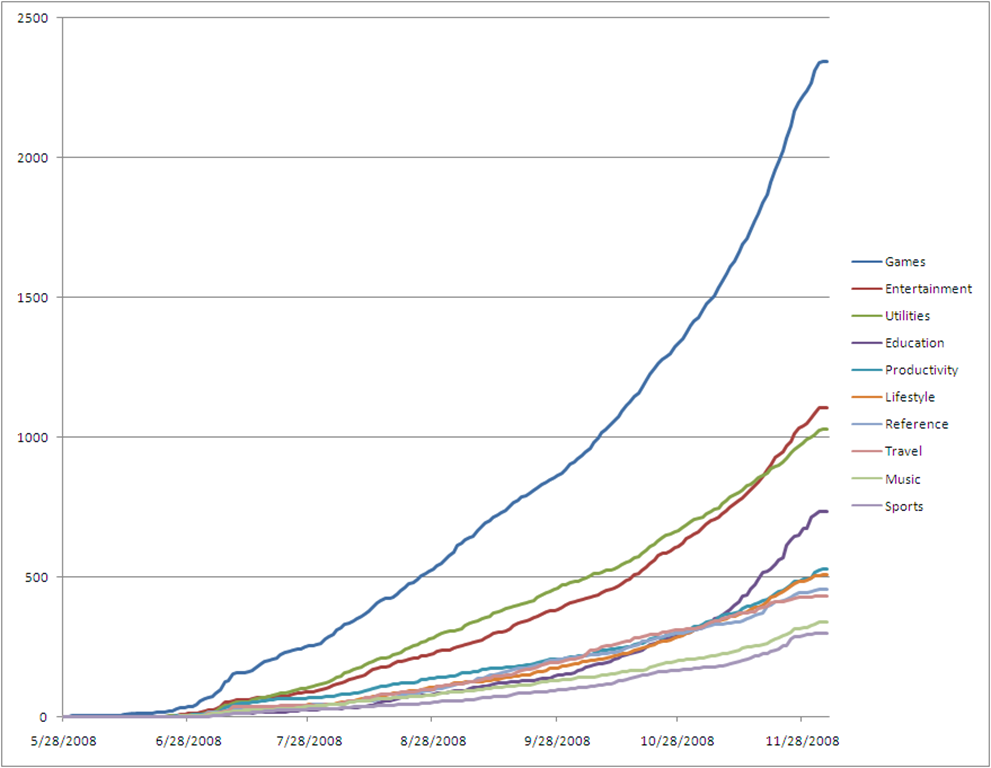 2500
2000
1500
1000
500
0
5/28/2008 6/28/2008 7/28/2008 8/28/2008 9/28/2008 10/28/2008 11/28/2008
Games
Entertainment
Utilities
Education
Productivity
Lifestyle
Reference
Travel
Music
Sports